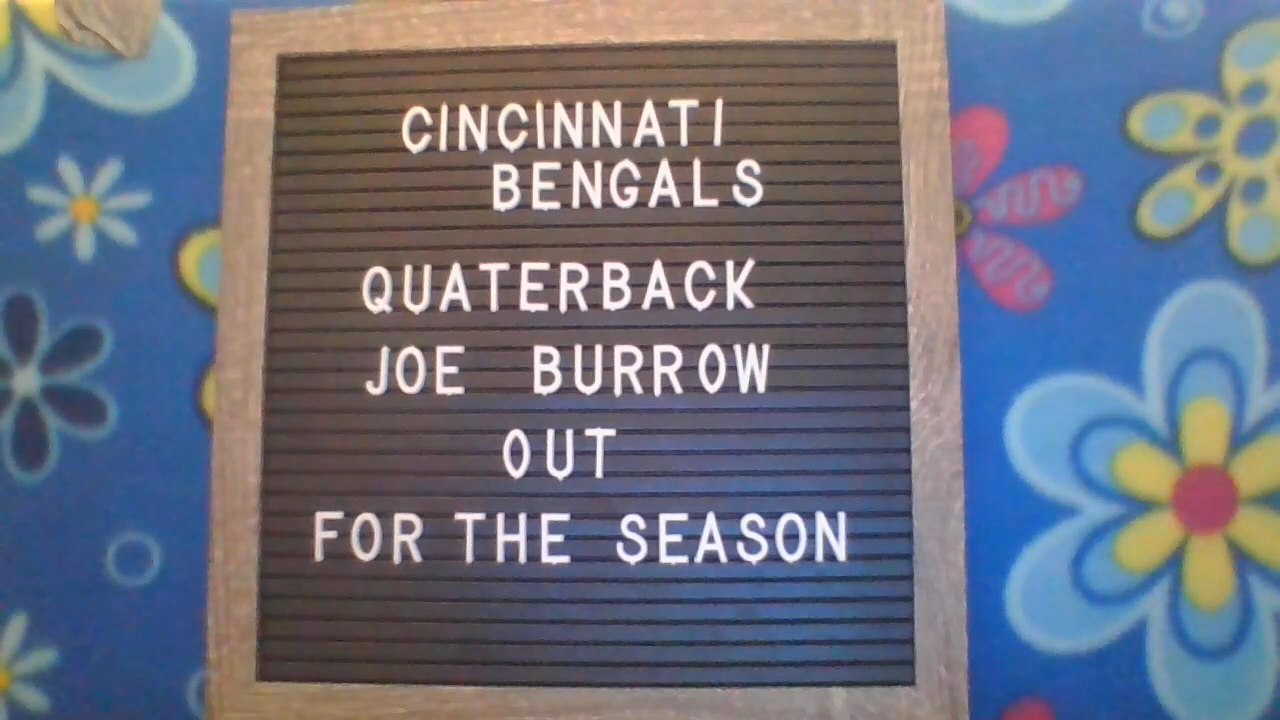 CINCINNATI
BENGALS
QUATERBACK
JOE BURROW
OUT
FOR THE SEASON